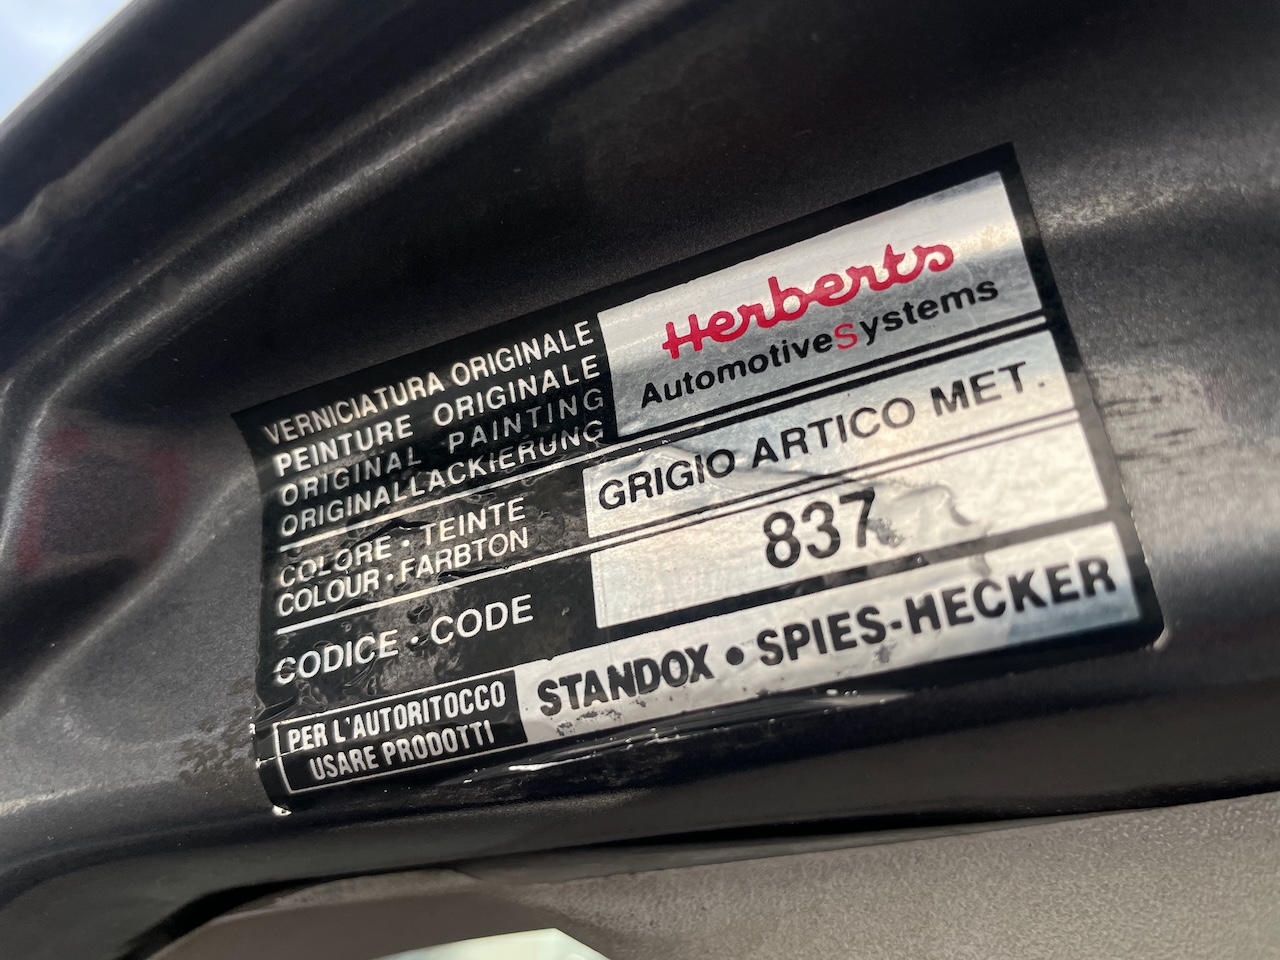 Herberts
AutomotiveSystems
VERNICIATURA ORIGINALE
PEINTURE ORIGINALE
ORIGINAL PAINTING
ORIGINALLACKIERUNG
COLORE · TEINTE
COLOUR · FARBTON
GRIGIO ARTICO MET.
CODICE · CODE
837
PER L'AUTORITOCCO
USARE PRODOTTI
STANDOX • SPIES-HECKER